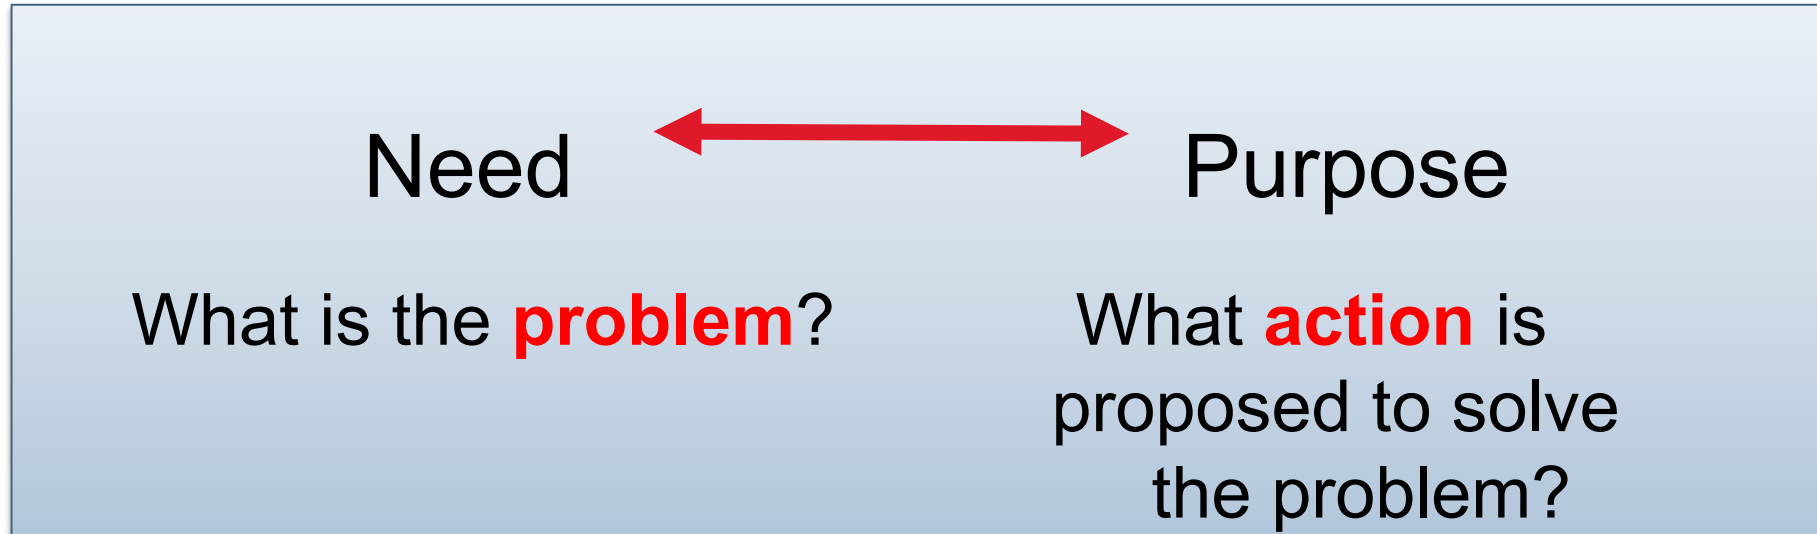 Need
Purpose
What is the problem?
What action is
proposed to solve
the problem?